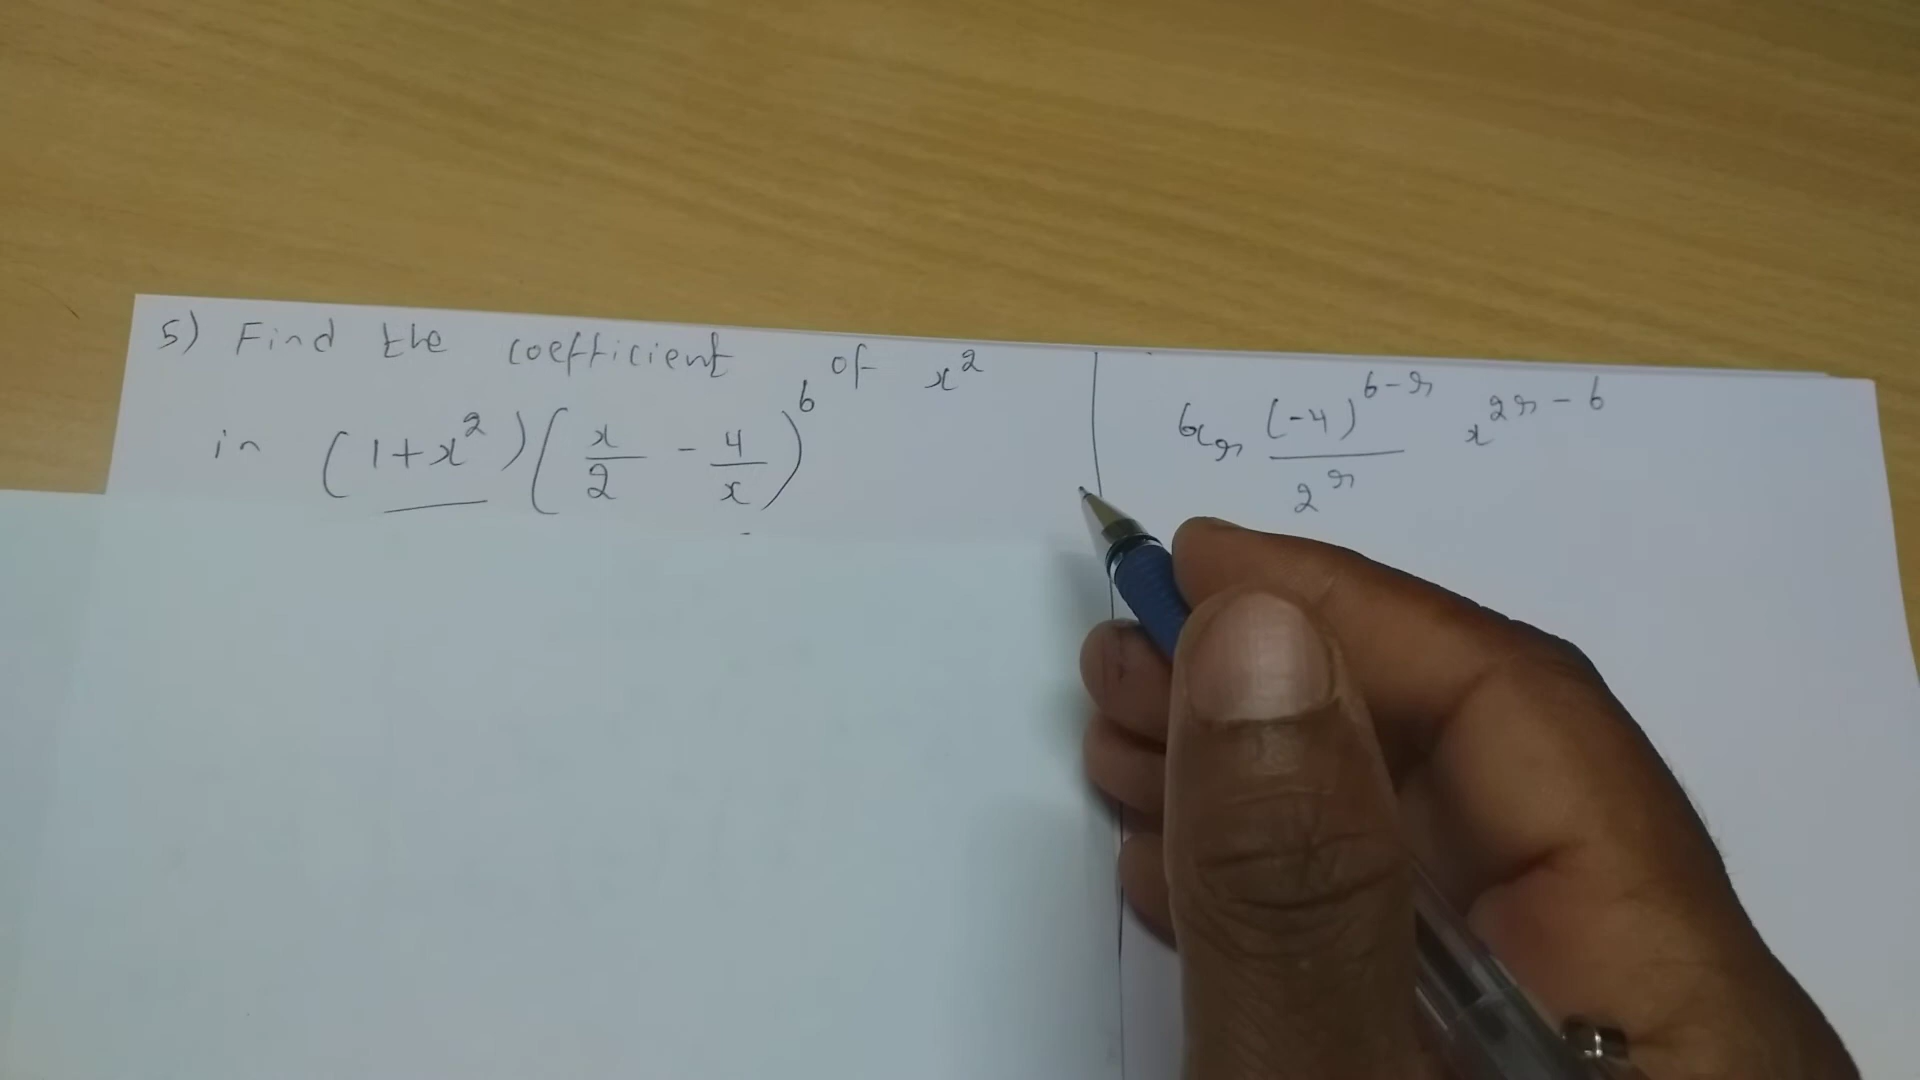 5) Find the coefficient of x²
in (1+x²)(x/2 - 4/x)⁶
6Cr (-4)^(6-r)/2^r x^(2r-6)